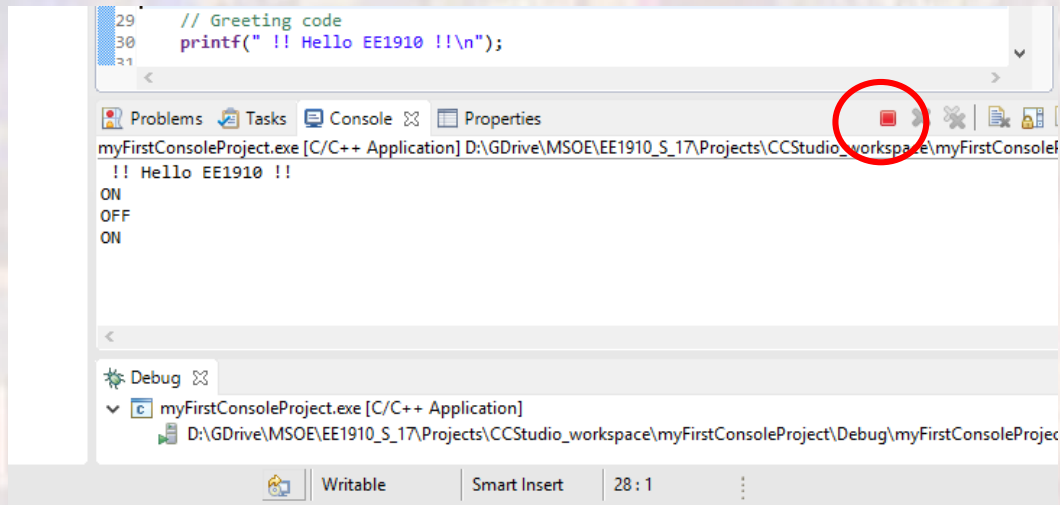 29 // Greeting code
30 printf(" !! Hello EE1910 !!\n");
31
Problems Tasks Console Properties
myFirstConsoleProject.exe [C/C++ Application] D:\GDrive\MSOE\EE1910_S_17\Projects\CCStudio_workspace\myFirstConsoleP
!! Hello EE1910 !!
ON
OFF
ON
Debug
c myFirstConsoleProject.exe [C/C++ Application]
D:\GDrive\MSOE\EE1910_S_17\Projects\CCStudio_workspace\myFirstConsoleProject\Debug\myFirstConsoleProjec
Writable Smart Insert 28 : 1